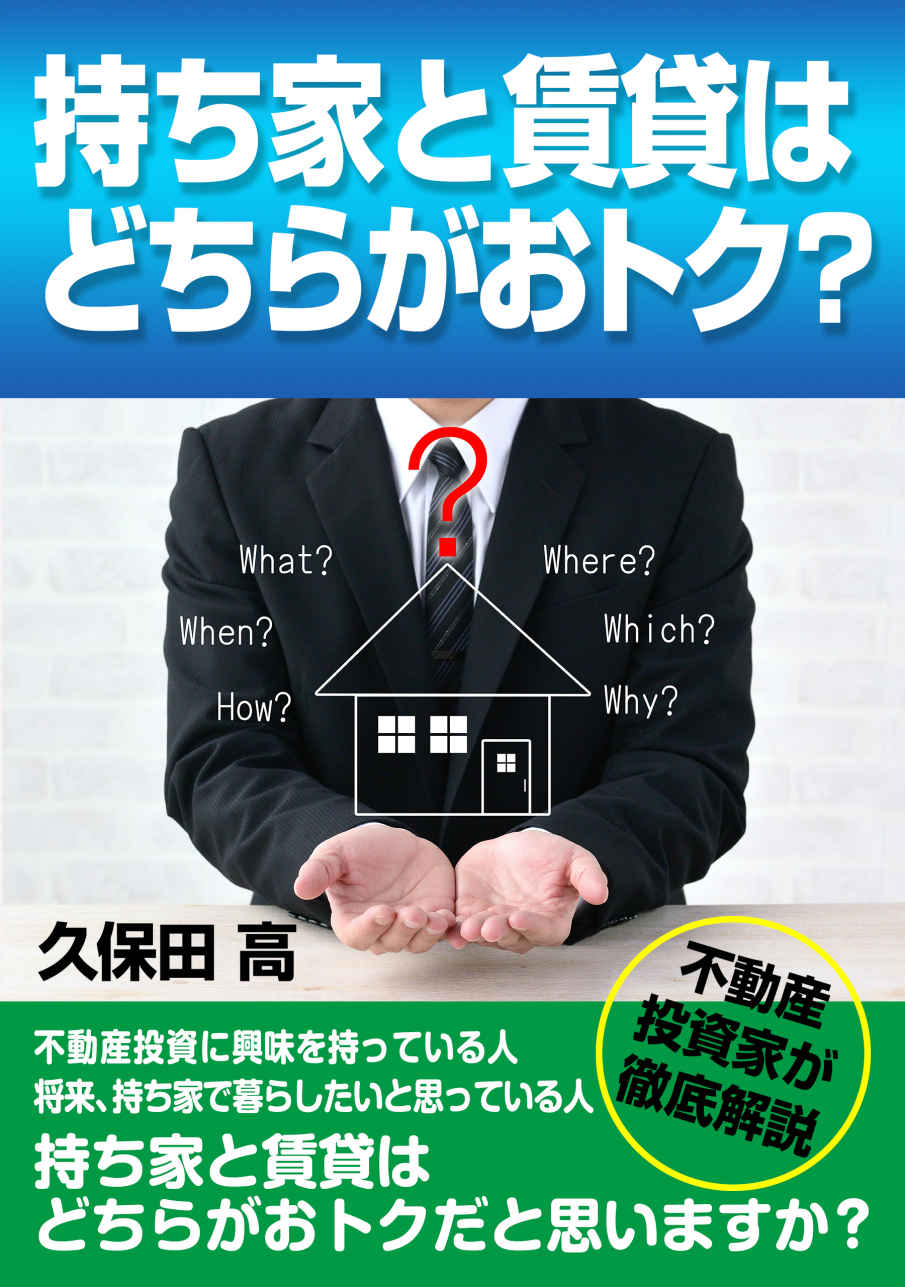 持ち家と賃貸は
どちらがおトク?
?
What?
Where?
When?
Which?
How?
Why?
久保田 高
不動産
投資家が
徹底解説
不動産投資に興味を持っている人
将来、持ち家で暮らしたいと思っている人
持ち家と賃貸は
どちらがおトクだと思いますか?